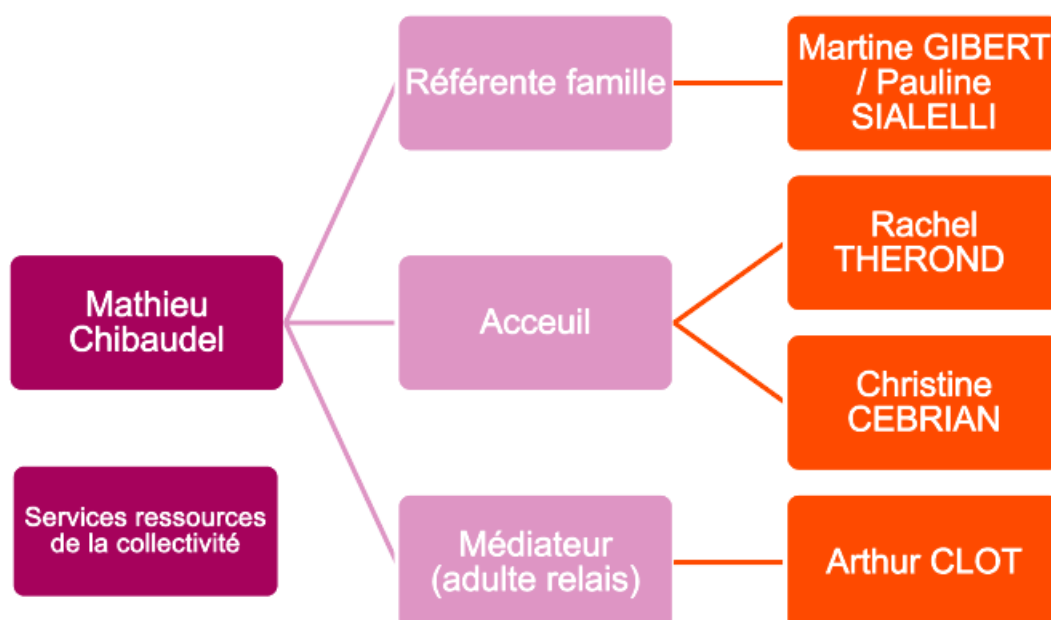 Référente famille
Martine GIBERT
/ Pauline
SIALELLI
Mathieu
Chibaudel
Acceuil
Rachel
THEROND
Christine
CEBRIAN
Services ressources
de la collectivité
Médiateur
(adulte relais)
Arthur CLOT